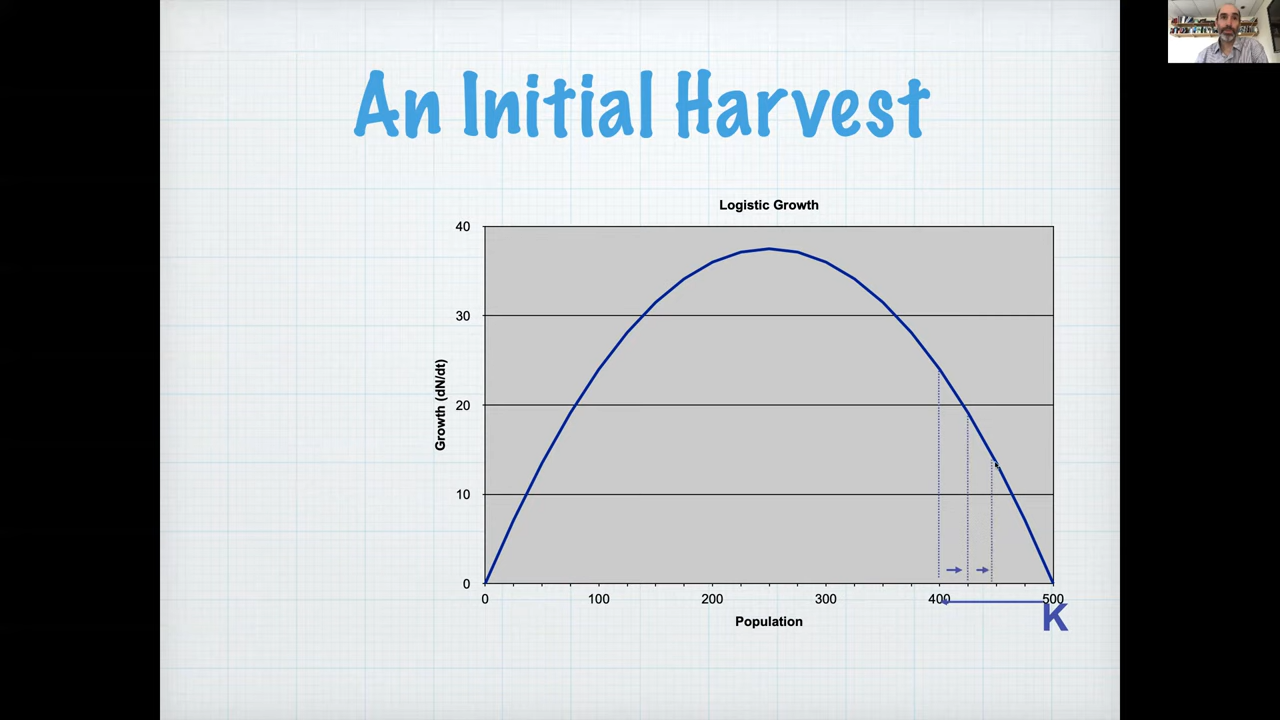 An Initial Harvest
Logistic Growth
40
30
20
10
0
Growth (dN/dt)
0 100 200 300 400 500
K
Population